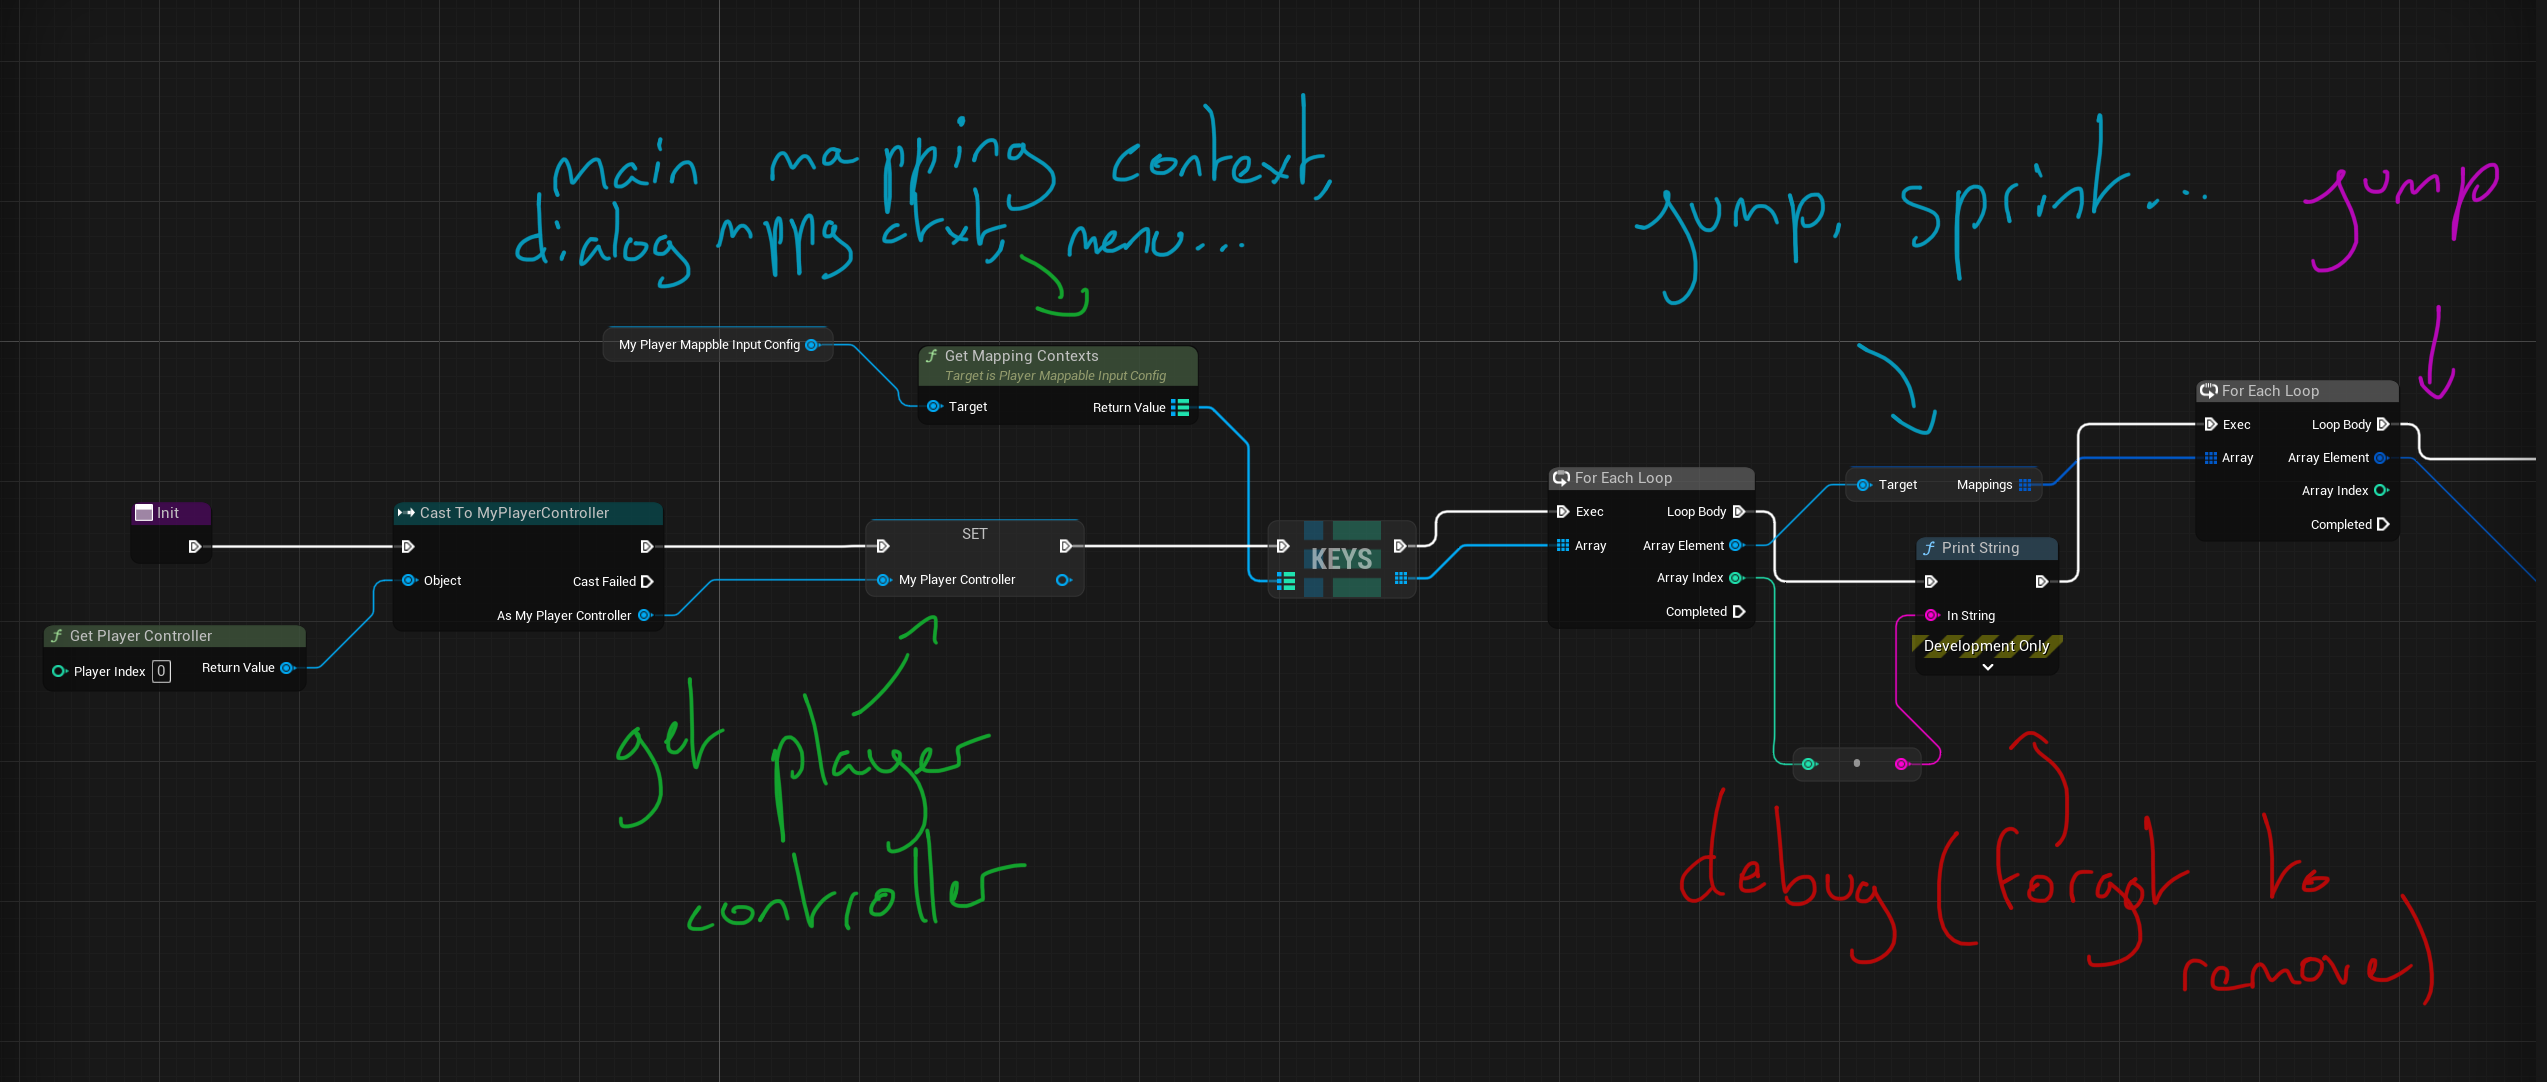 main mapping context,
dialog mppg ctxt, menu...
jump, sprint...
jump
My Player Mappble Input Config
Get Mapping Contexts
Target is Player Mappable Input Config
Target
Return Value
For Each Loop
Exec
Loop Body
Array
Array Element
Array Index
Completed
For Each Loop
Exec
Loop Body
Array
Array Element
Array Index
Completed
Target
Mappings
Init
Cast To MyPlayerController
Object
Cast Failed
As My Player Controller
SET
My Player Controller
KEYS
Print String
In String
Development Only
Get Player Controller
Player Index 0
Return Value
get player
controller
debug (forgot to
remove)